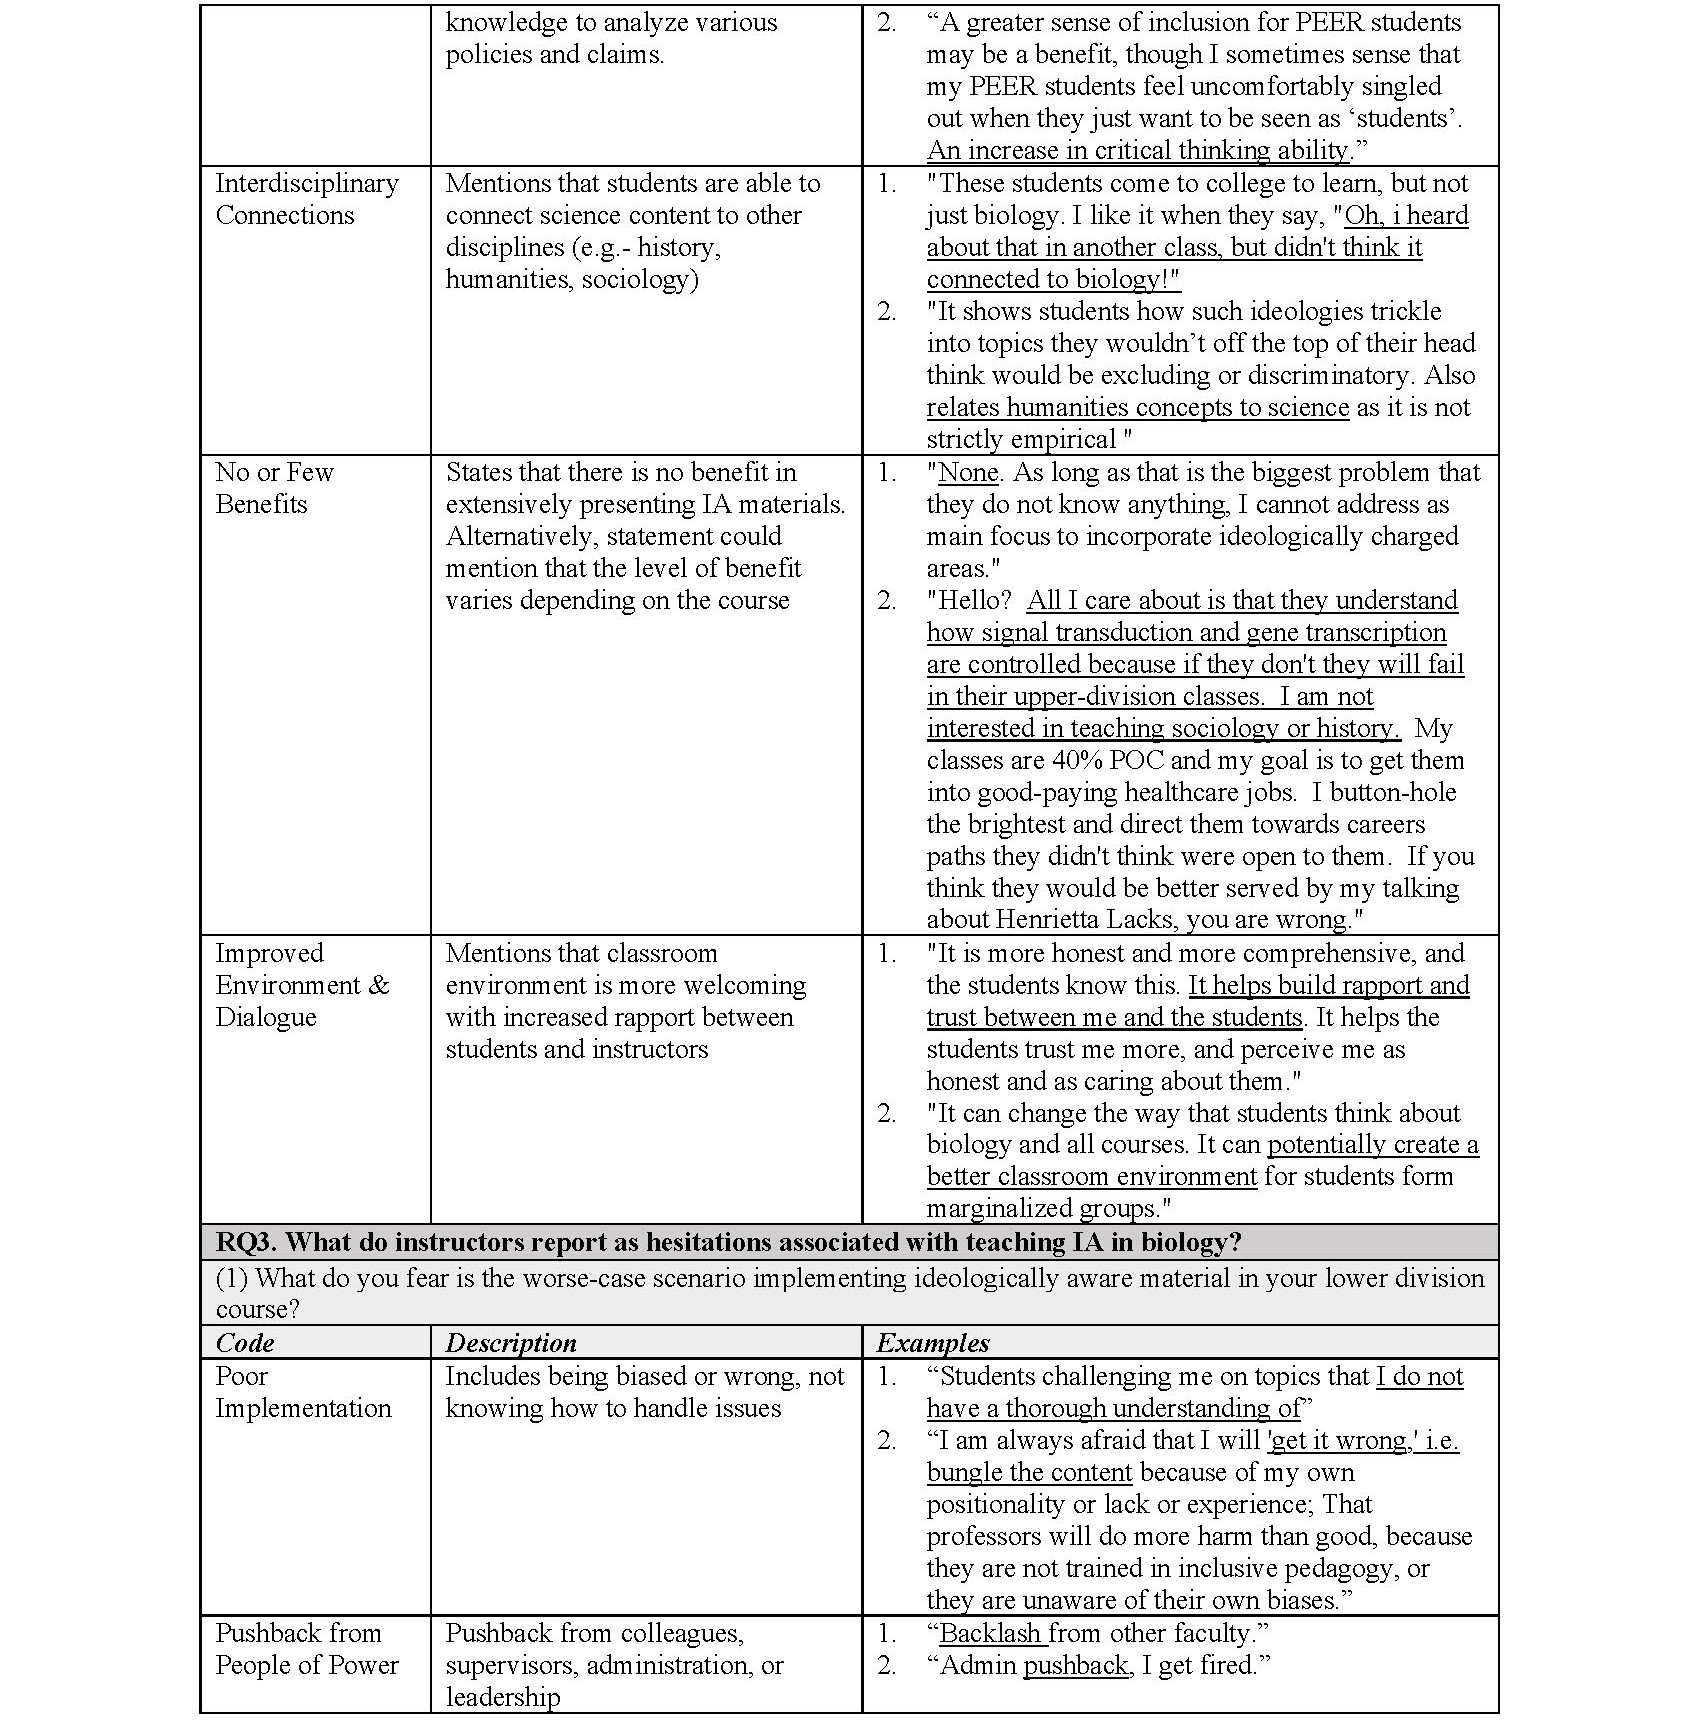 knowledge to analyze various
policies and claims.
2. “A greater sense of inclusion for PEER students
may be a benefit, though I sometimes sense that
my PEER students feel uncomfortably singled
out when they just want to be seen as ‘students’.
An increase in critical thinking ability.”
Interdisciplinary
Connections
Mentions that students are able to
connect science content to other
disciplines (e.g.- history,
humanities, sociology)
1. "These students come to college to learn, but not
just biology. I like it when they say, "Oh, i heard
about that in another class, but didn't think it
connected to biology!"
2. "It shows students how such ideologies trickle
into topics they wouldn’t off the top of their head
think would be excluding or discriminatory. Also
relates humanities concepts to science as it is not
strictly empirical "
No or Few
Benefits
States that there is no benefit in
extensively presenting IA materials.
Alternatively, statement could
mention that the level of benefit
varies depending on the course
1. "None. As long as that is the biggest problem that
they do not know anything, I cannot address as
main focus to incorporate ideologically charged
areas."
2. "Hello?  All I care about is that they understand
how signal transduction and gene transcription
are controlled because if they don't they will fail
in their upper-division classes.  I am not
interested in teaching sociology or history.  My
classes are 40% POC and my goal is to get them
into good-paying healthcare jobs.  I button-hole
the brightest and direct them towards careers
paths they didn't think were open to them.  If you
think they would be better served by my talking
about Henrietta Lacks, you are wrong."
Improved
Environment &
Dialogue
Mentions that classroom
environment is more welcoming
with increased rapport between
students and instructors
1. "It is more honest and more comprehensive, and
the students know this. It helps build rapport and
trust between me and the students. It helps the
students trust me more, and perceive me as
honest and as caring about them."
2. "It can change the way that students think about
biology and all courses. It can potentially create a
better classroom environment for students form
marginalized groups."
RQ3. What do instructors report as hesitations associated with teaching IA in biology?
(1) What do you fear is the worse-case scenario implementing ideologically aware material in your lower division
course?
Code Description Examples
Poor
Implementation
Includes being biased or wrong, not
knowing how to handle issues
1. “Students challenging me on topics that I do not
have a thorough understanding of”
2. “I am always afraid that I will 'get it wrong,' i.e.
bungle the content because of my own
positionality or lack or experience; That
professors will do more harm than good, because
they are not trained in inclusive pedagogy, or
they are unaware of their own biases.”
Pushback from
People of Power
Pushback from colleagues,
supervisors, administration, or
leadership
1. “Backlash from other faculty.”
2. “Admin pushback, I get fired.”